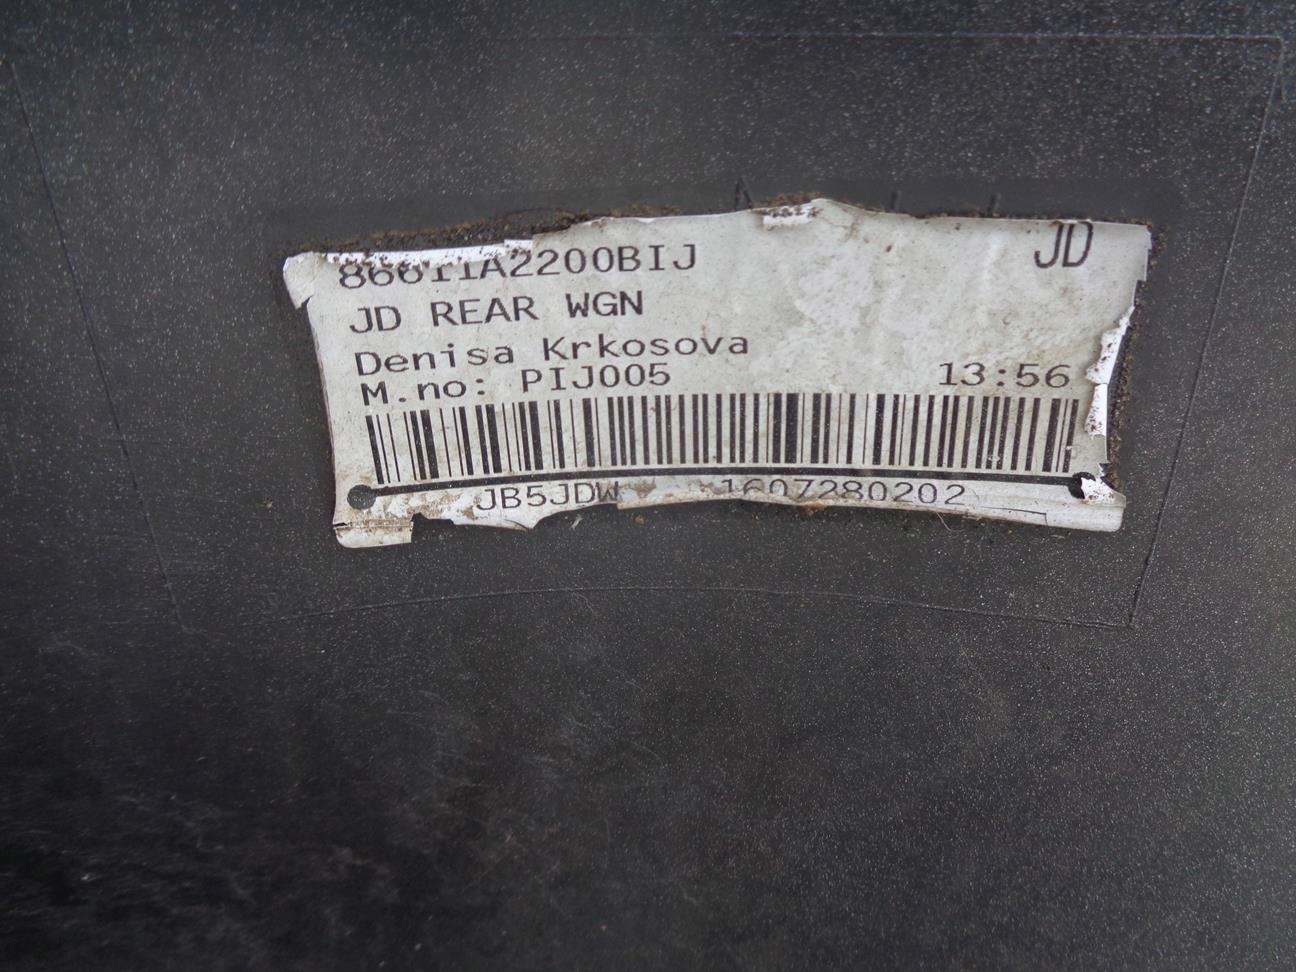 86611A2200BIJ JD
JD REAR WGN
Denisa Krkosova
M.no: PIJ005 13:56
JB5JDW 1607280202